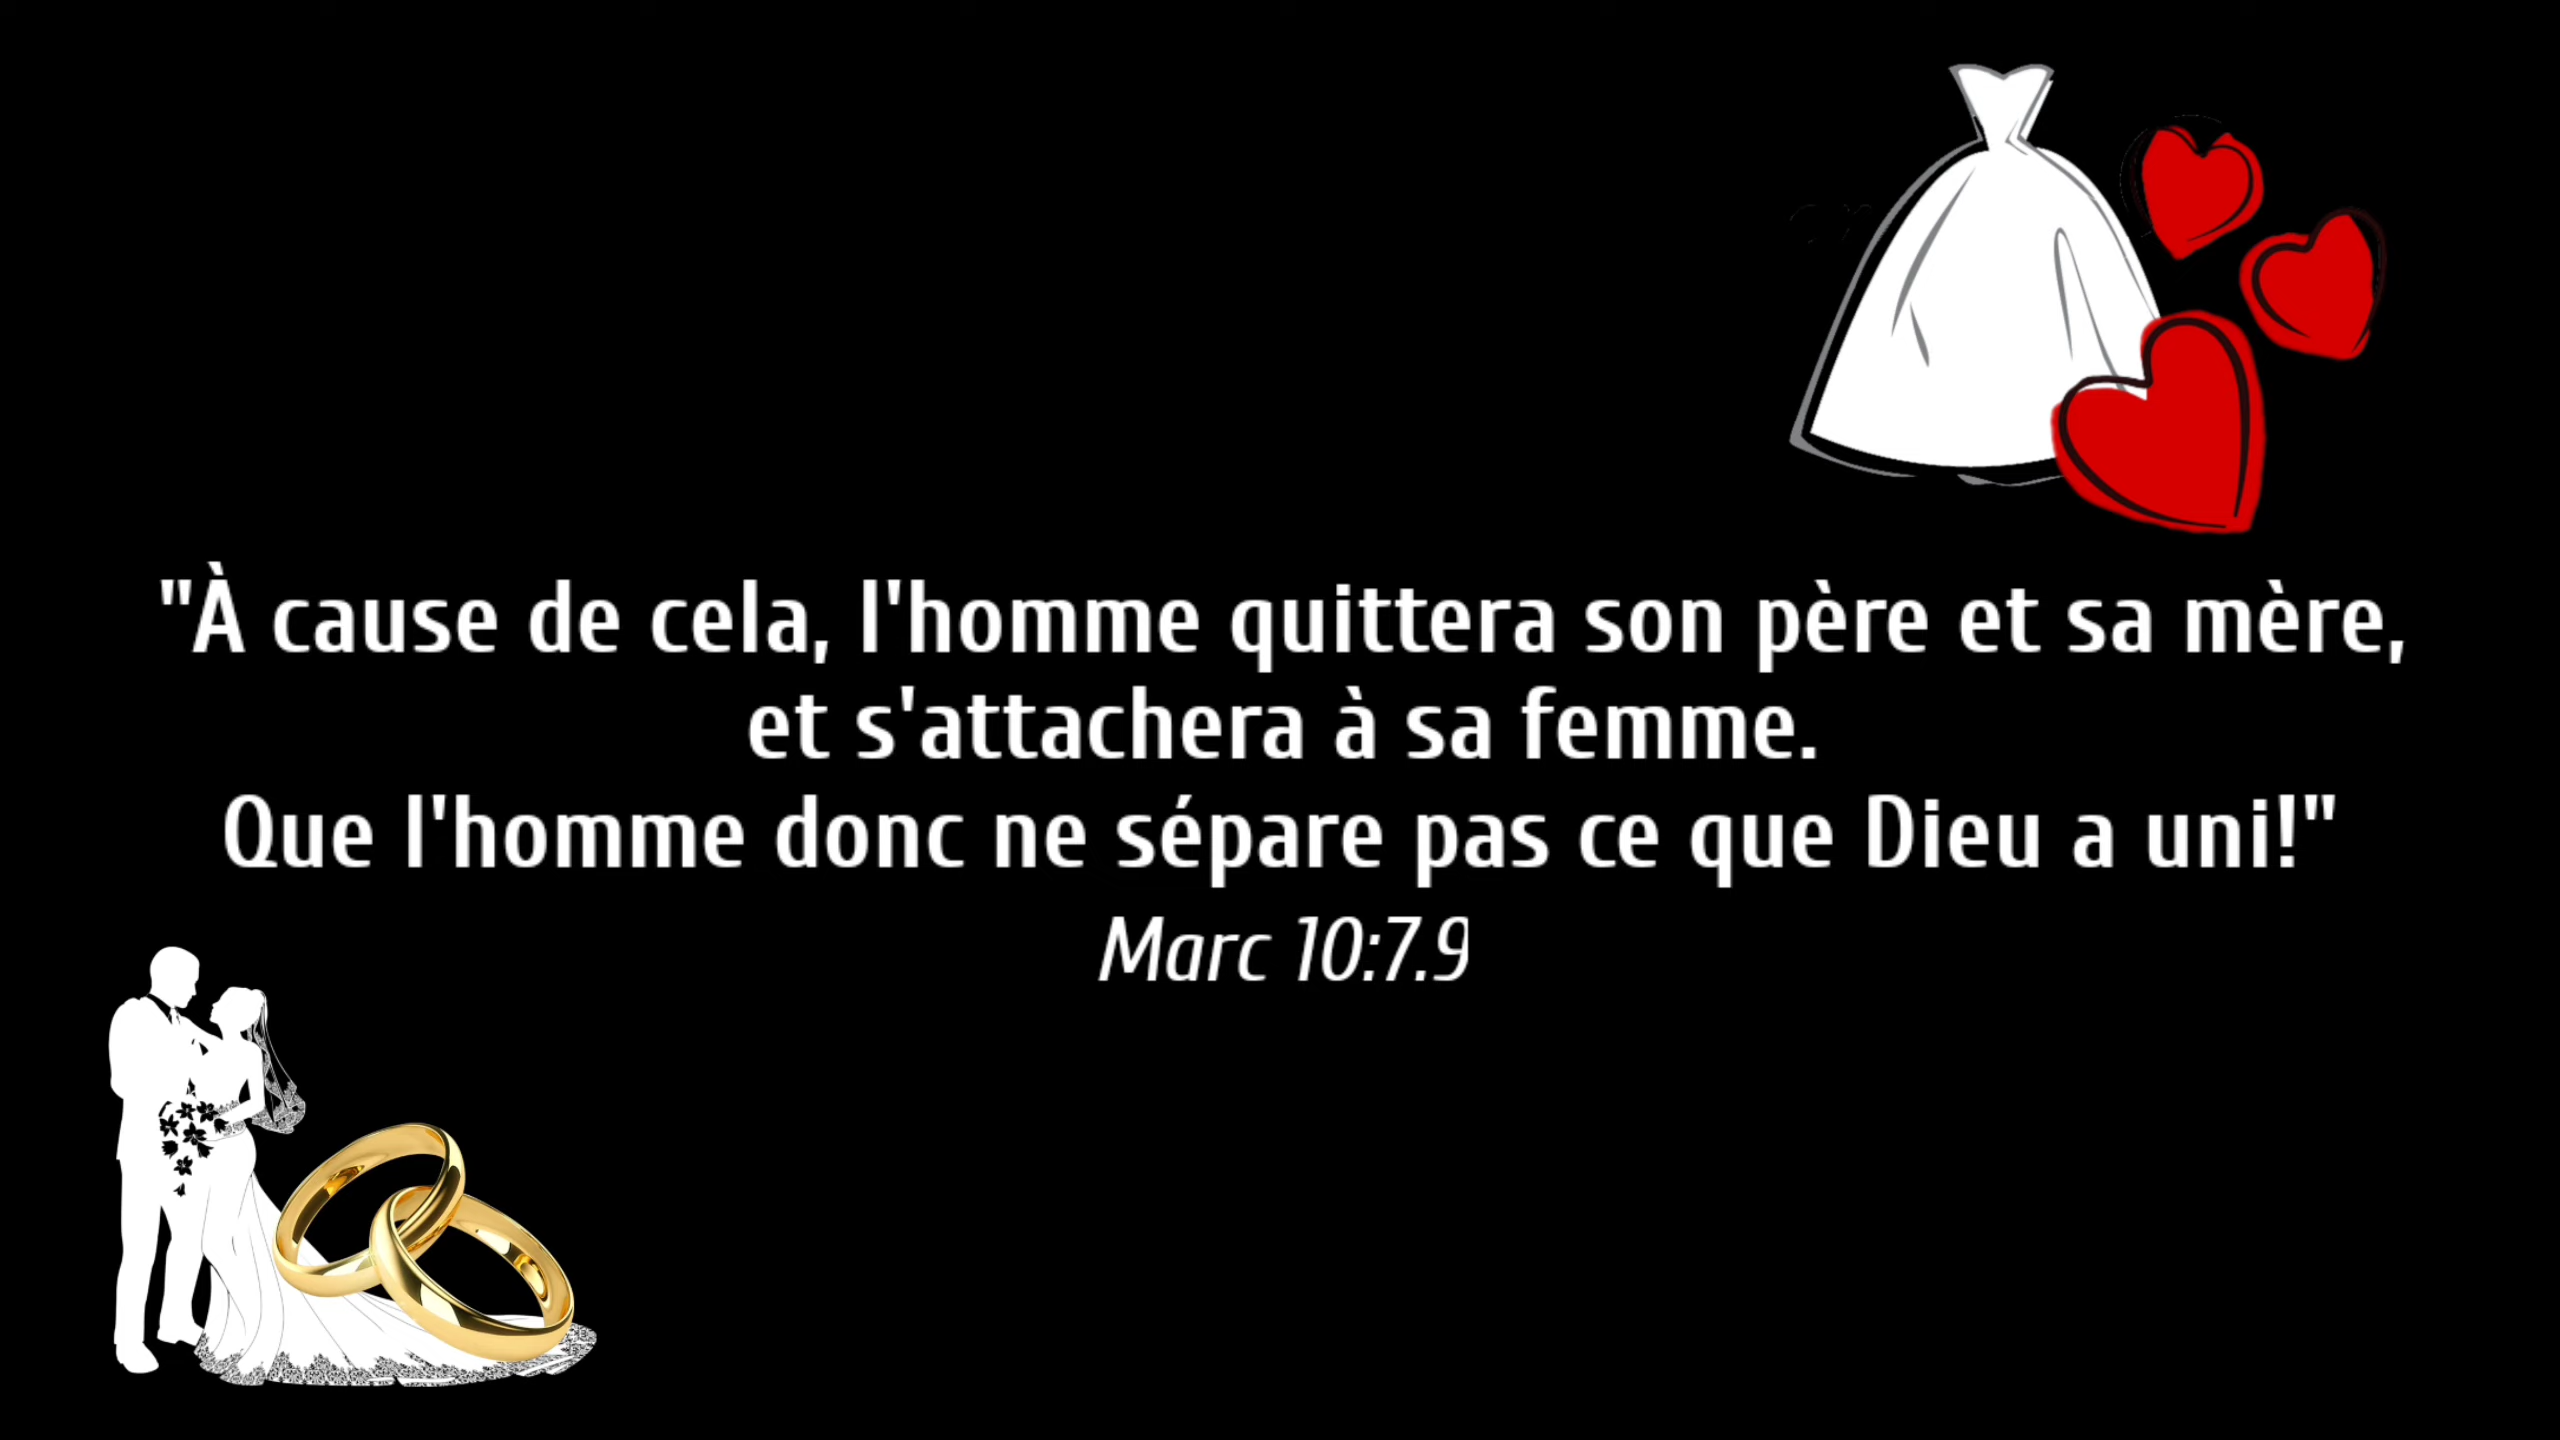 "À cause de cela, l'homme quittera son père et sa mère,
et s'attachera à sa femme.
Que l'homme donc ne sépare pas ce que Dieu a uni!"
Marc 10:7.9